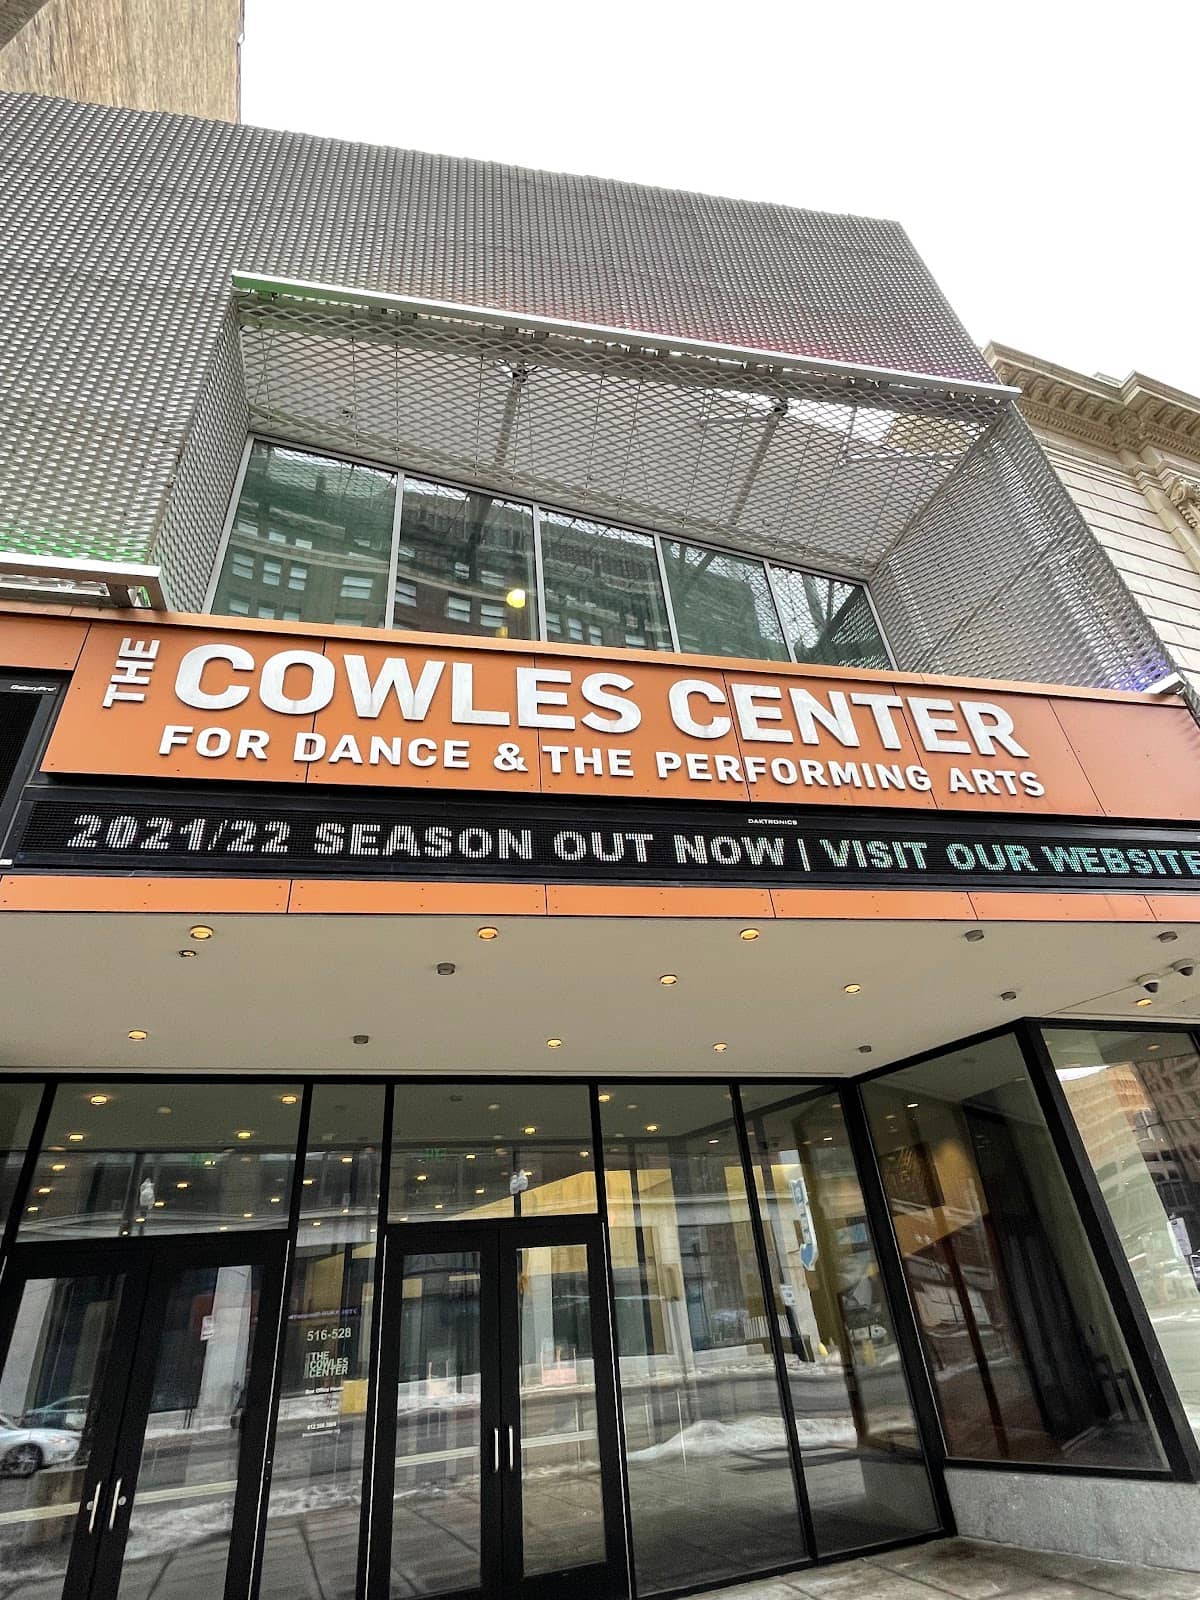 THE
COWLES CENTER
FOR DANCE & THE PERFORMING ARTS
GalaxyPro
DAKTRONICS
2021/22 SEASON OUT NOW | VISIT OUR WEBSITE
516-528
THE
COWLES
CENTER